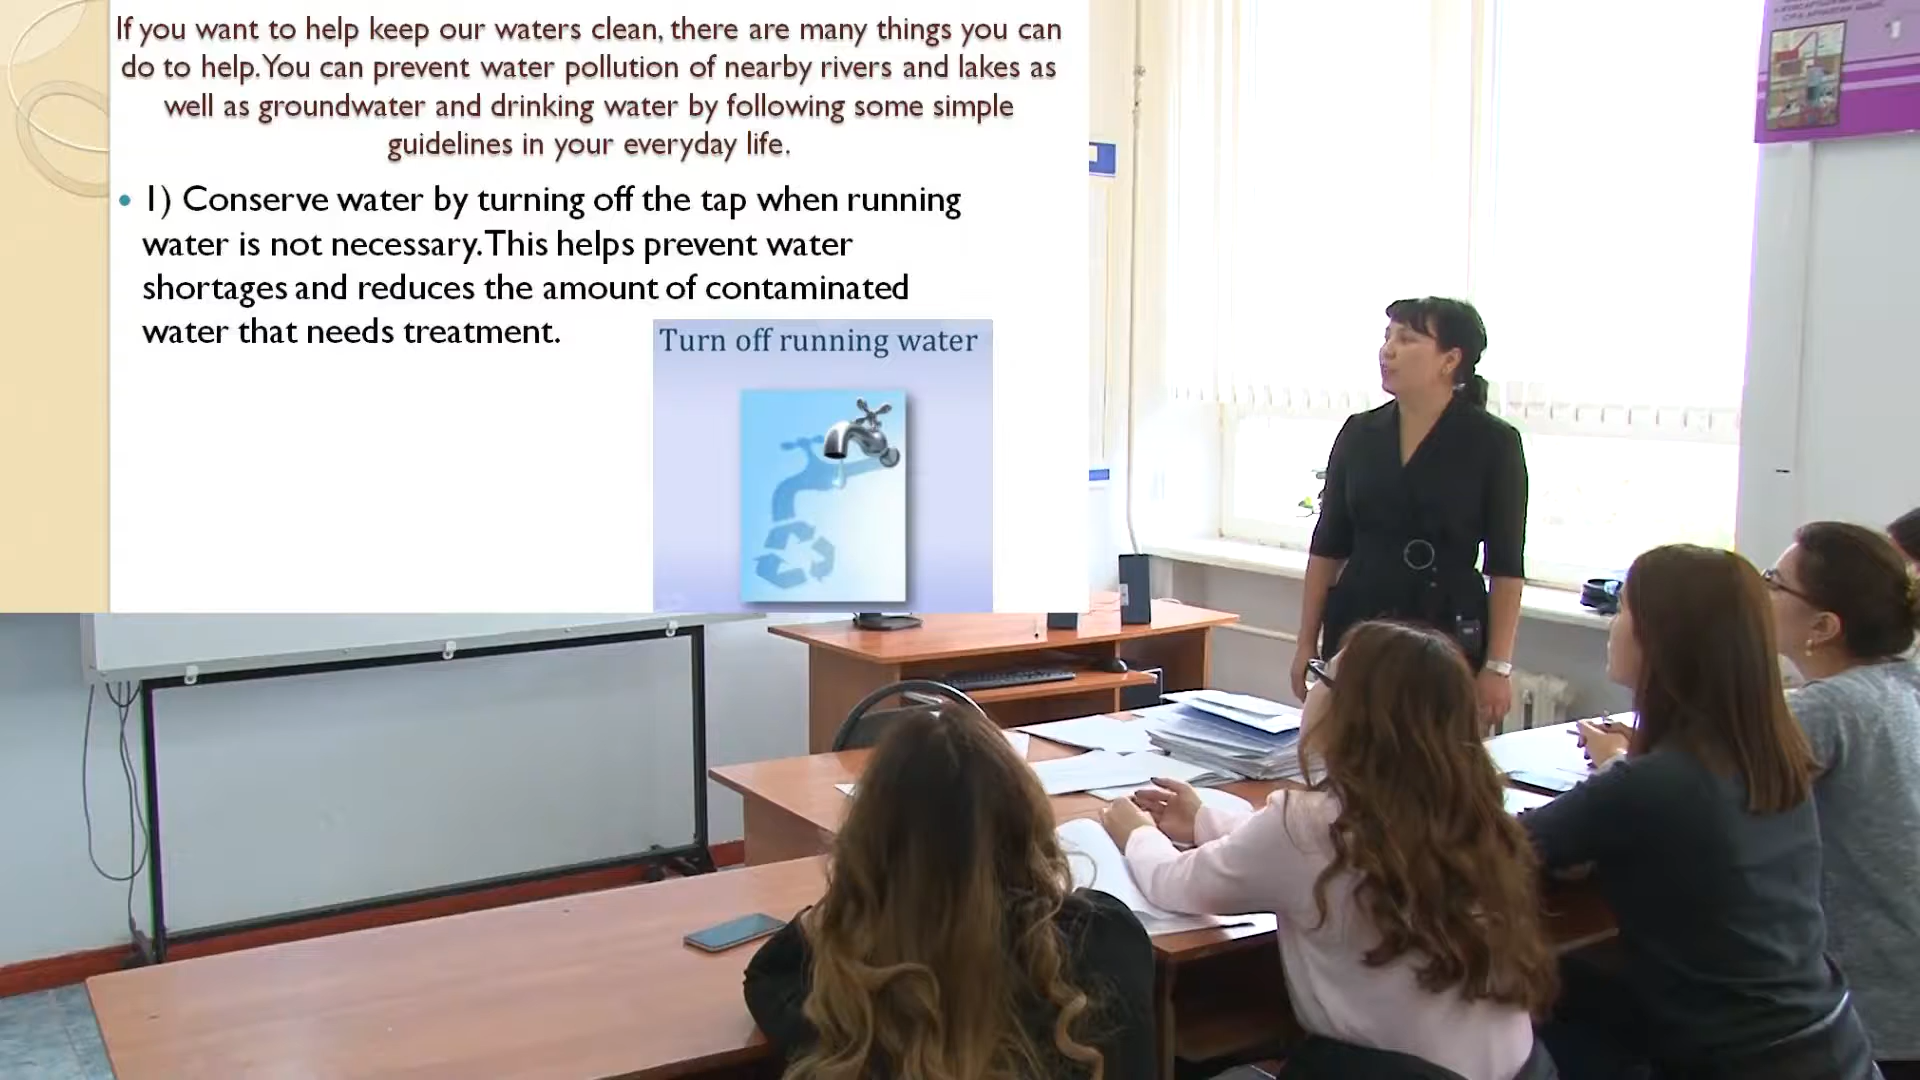 If you want to help keep our waters clean, there are many things you can
do to help. You can prevent water pollution of nearby rivers and lakes as
well as groundwater and drinking water by following some simple
guidelines in your everyday life.
• 1) Conserve water by turning off the tap when running
water is not necessary. This helps prevent water
shortages and reduces the amount of contaminated
water that needs treatment.
Turn off running water